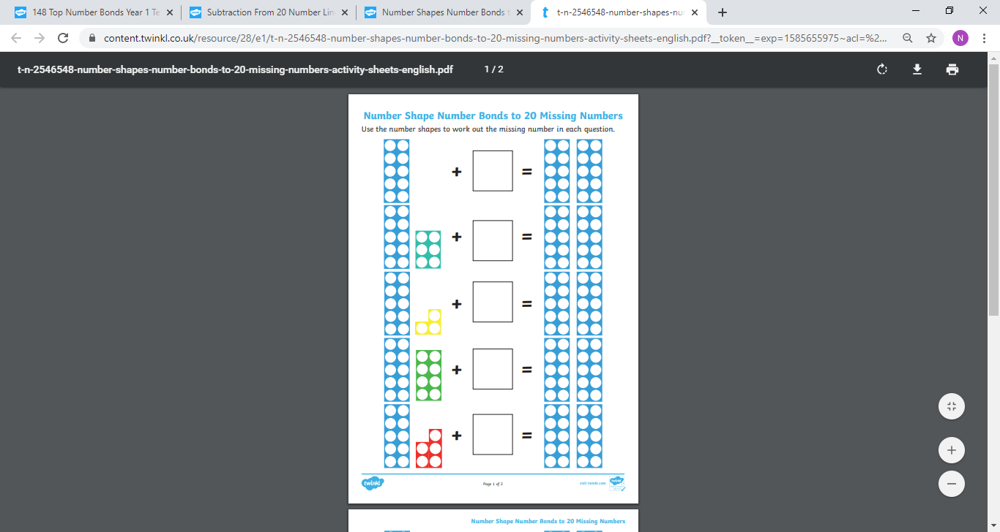 148 Top Number Bonds Year 1 Te
Subtraction From 20 Number Lin
Number Shapes Number Bonds t
t-n-2546548-number-shapes-nu
content.twinkl.co.uk/resource/28/e1/t-n-2546548-number-shapes-number-bonds-to-20-missing-numbers-activity-sheets-english.pdf?__token__=exp=1585655975~acl=%2...
N
t-n-2546548-number-shapes-number-bonds-to-20-missing-numbers-activity-sheets-english.pdf
1 / 2
Number Shape Number Bonds to 20 Missing Numbers
Use the number shapes to work out the missing number in each question.
+ =
+ =
+ =
+ =
+ =
twinkl
Page 1 of 2
visit twinkl.com
twinkl
Number Shape Number Bonds to 20 Missing Numbers